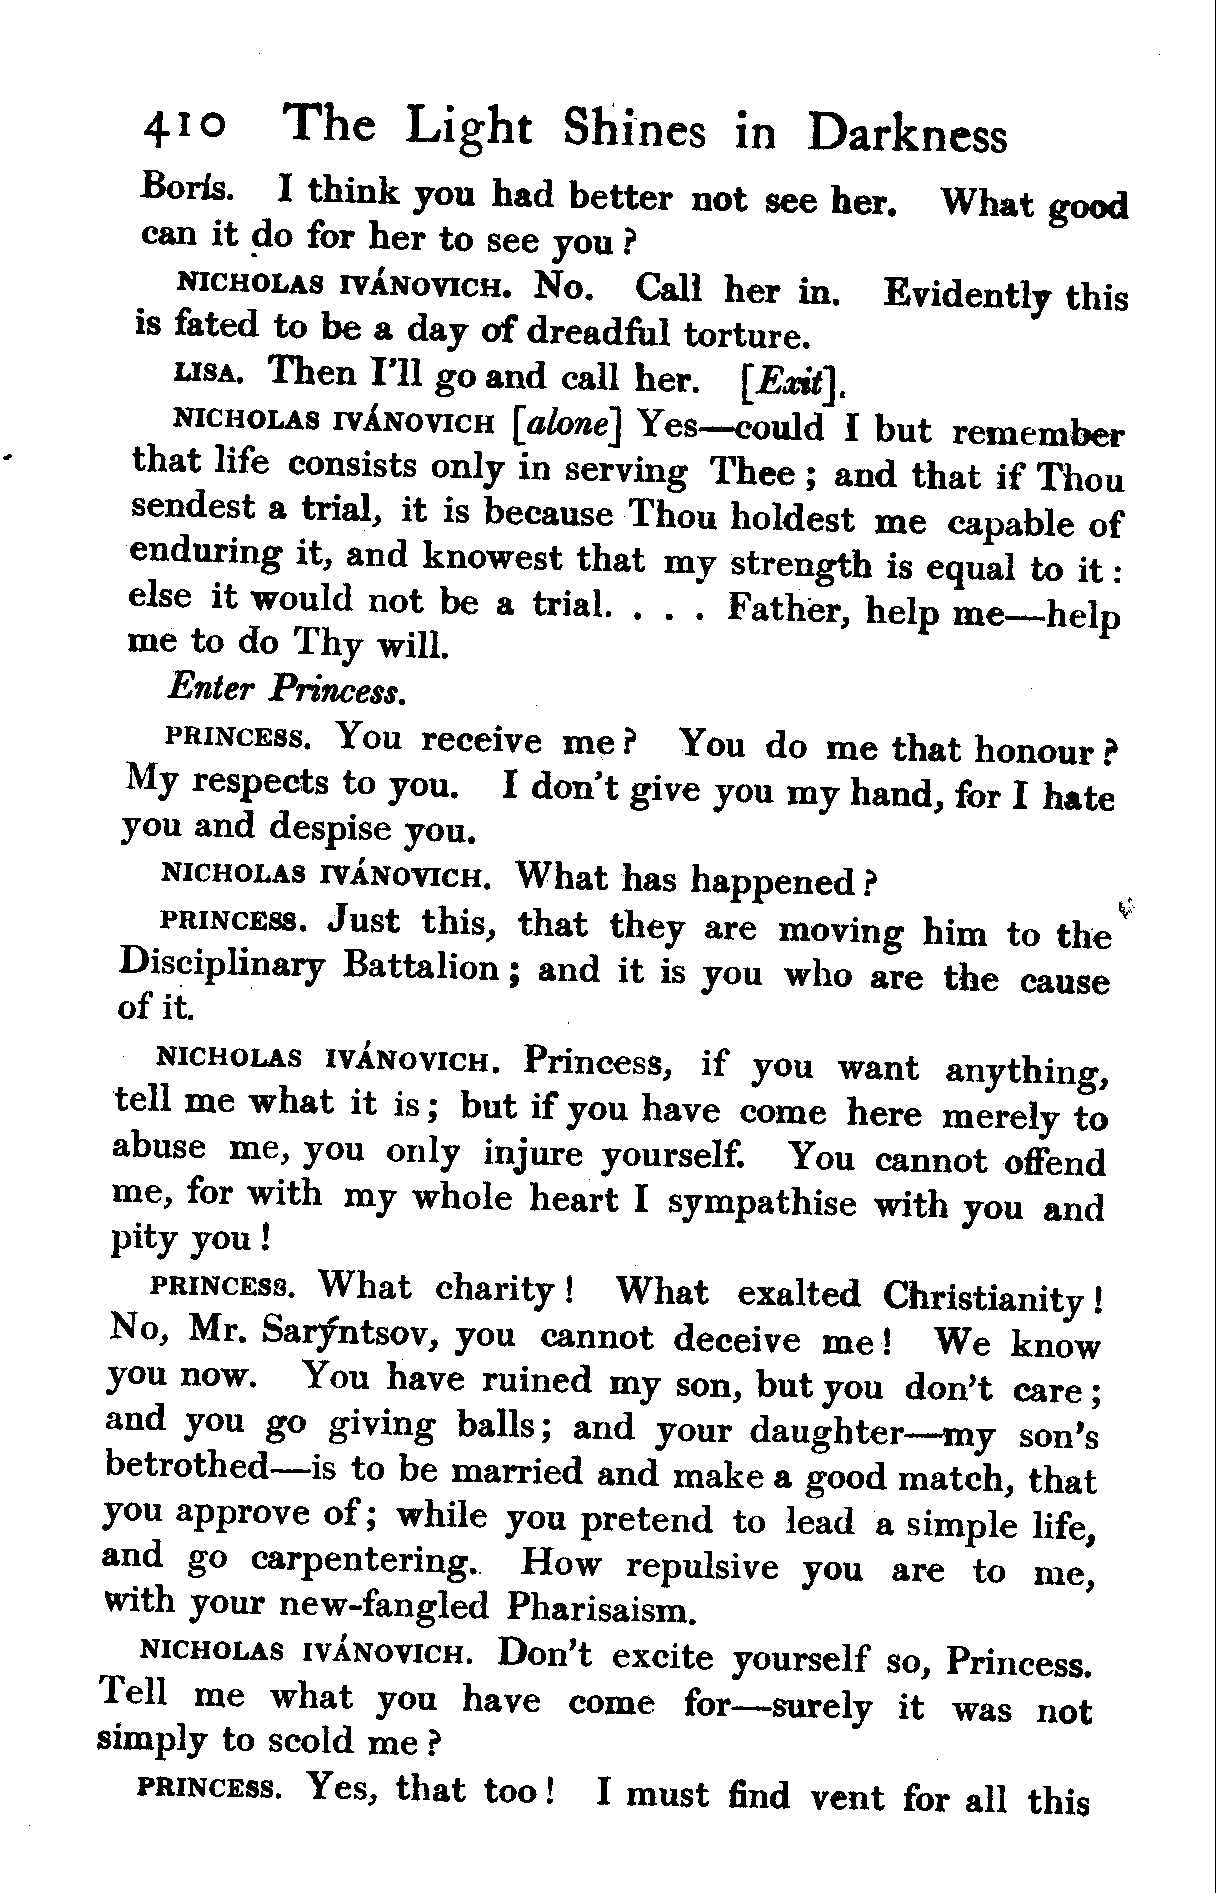 410 The Light Shines in Darkness
Borís. I think you had better not see her. What good
can it do for her to see you?
NICHOLAS IVÁNOVICH. No. Call her in. Evidently this
is fated to be a day of dreadful torture.
LISA. Then I'll go and call her. [Exit].
NICHOLAS IVÁNOVICH [alone] Yes—could I but remember
that life consists only in serving Thee; and that if Thou
sendest a trial, it is because Thou holdest me capable of
enduring it, and knowest that my strength is equal to it:
else it would not be a trial. . . . Father, help me—help
me to do Thy will.
Enter Princess.
PRINCESS. You receive me? You do me that honour?
My respects to you. I don't give you my hand, for I hate
you and despise you.
NICHOLAS IVÁNOVICH. What has happened?
PRINCESS. Just this, that they are moving him to the
Disciplinary Battalion; and it is you who are the cause
of it.
NICHOLAS IVÁNOVICH. Princess, if you want anything,
tell me what it is; but if you have come here merely to
abuse me, you only injure yourself. You cannot offend
me, for with my whole heart I sympathise with you and
pity you!
PRINCESS. What charity! What exalted Christianity!
No, Mr. Sarýntsov, you cannot deceive me! We know
you now. You have ruined my son, but you don't care;
and you go giving balls; and your daughter—my son's
betrothed—is to be married and make a good match, that
you approve of; while you pretend to lead a simple life,
and go carpentering. How repulsive you are to me,
with your new-fangled Pharisaism.
NICHOLAS IVÁNOVICH. Don't excite yourself so, Princess.
Tell me what you have come for—surely it was not
simply to scold me?
PRINCESS. Yes, that too! I must find vent for all this